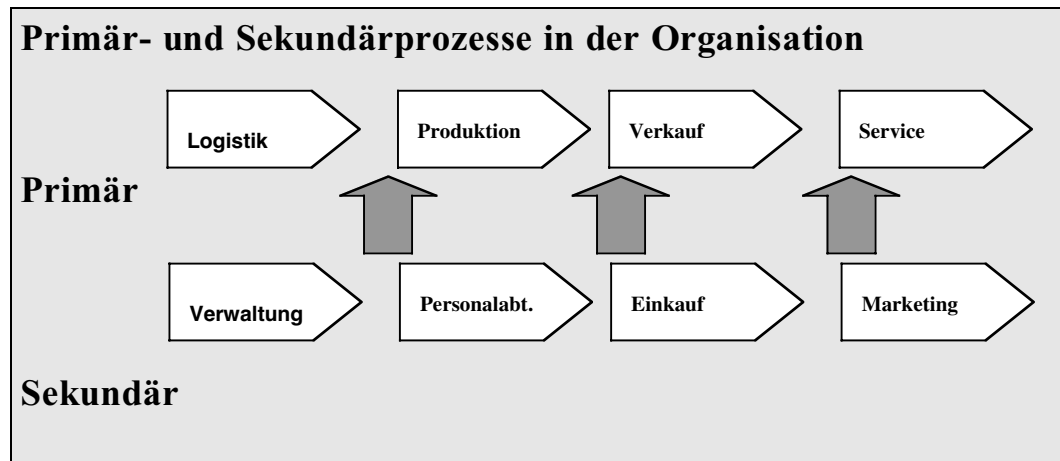 Primär- und Sekundärprozesse in der Organisation
Logistik
Produktion
Verkauf
Service
Primär
Verwaltung
Personalabt.
Einkauf
Marketing
Sekundär